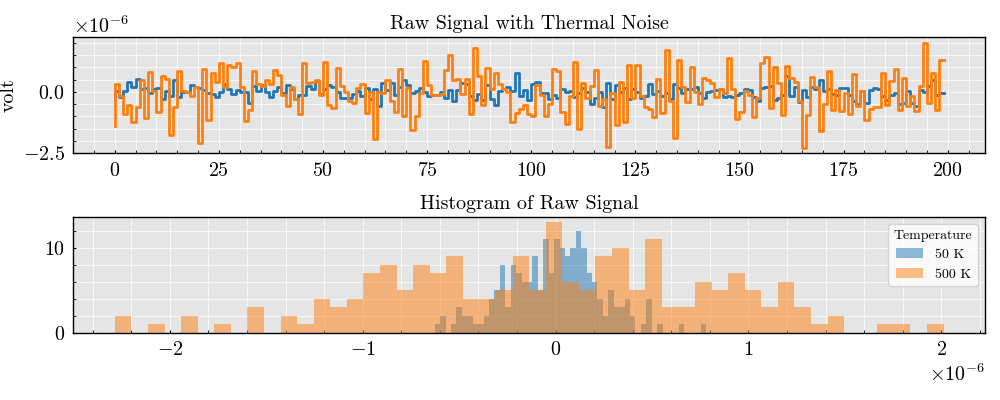 ×10⁻⁶
Raw Signal with Thermal Noise
volt
0.0
−2.5
0 25 50 75 100 125 150 175 200
Histogram of Raw Signal
10
0
Temperature
50 K
500 K
−2 −1 0 1 2
×10⁻⁶